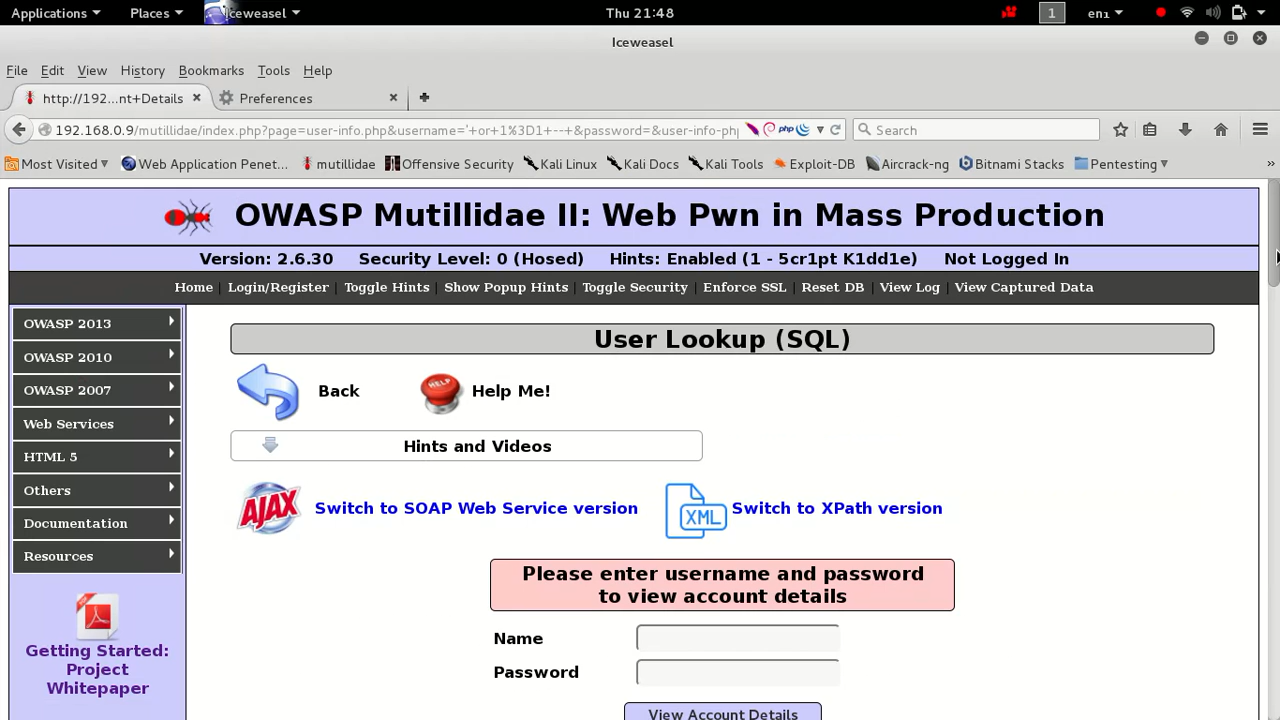 Applications Places Iceweasel Thu 21:48 1 en1
Iceweasel
File Edit View History Bookmarks Tools Help
http://192...nt+Details Preferences
192.168.0.9/mutillidae/index.php?page=user-info.php&username='+or+1%3D1+--+&password=&user-info-php php Search
Most Visited Web Application Penet... mutillidae Offensive Security Kali Linux Kali Docs Kali Tools Exploit-DB Aircrack-ng Bitnami Stacks Pentesting »
OWASP Mutillidae II: Web Pwn in Mass Production
Version: 2.6.30 Security Level: 0 (Hosed) Hints: Enabled (1 - 5cr1pt K1dd1e) Not Logged In
Home | Login/Register | Toggle Hints | Show Popup Hints | Toggle Security | Enforce SSL | Reset DB | View Log | View Captured Data
OWASP 2013
OWASP 2010
OWASP 2007
Web Services
HTML 5
Others
Documentation
Resources
Getting Started:
Project
Whitepaper
User Lookup (SQL)
Back HELP Help Me!
Hints and Videos
AJAX Switch to SOAP Web Service version XML Switch to XPath version
Please enter username and password
to view account details
Name
Password
View Account Details